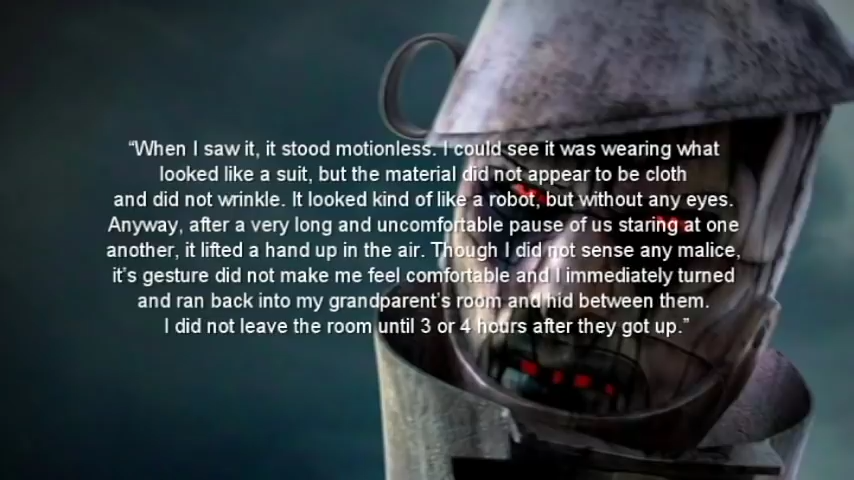 “When I saw it, it stood motionless. I could see it was wearing what
looked like a suit, but the material did not appear to be cloth
and did not wrinkle. It looked kind of like a robot, but without any eyes.
Anyway, after a very long and uncomfortable pause of us staring at one
another, it lifted a hand up in the air. Though I did not sense any malice,
it’s gesture did not make me feel comfortable and I immediately turned
and ran back into my grandparent’s room and hid between them.
I did not leave the room until 3 or 4 hours after they got up.”